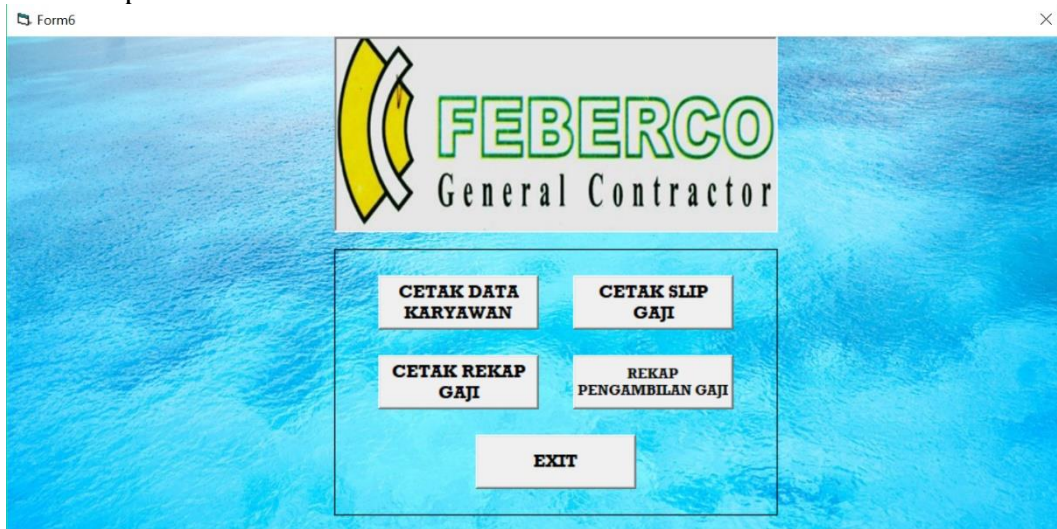 Form6
FEBERCO
General Contractor
CETAK DATA
KARYAWAN
CETAK SLIP
GAJI
CETAK REKAP
GAJI
REKAP
PENGAMBILAN GAJI
EXIT